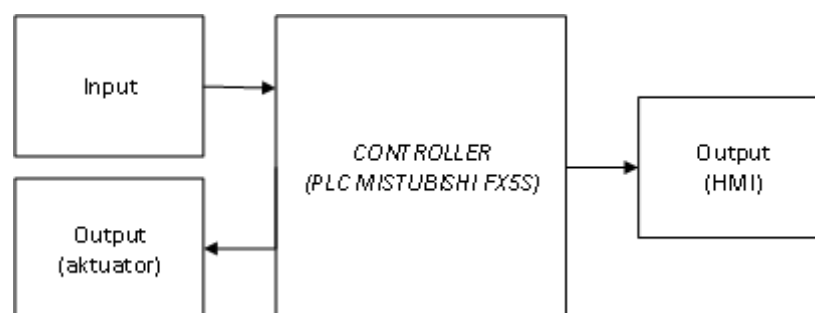 Input
CONTROLLER
(PLC MISTUBISHI FX5S)
Output
(HMI)
Output
(aktuator)